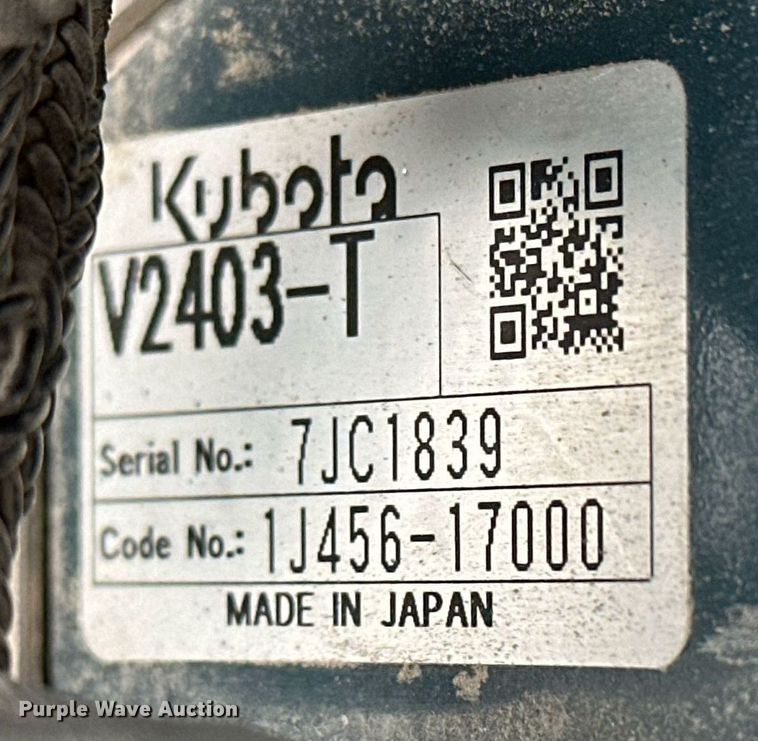 Kubota
V2403-T
Serial No.: 7JC1839
Code No.: 1J456-17000
MADE IN JAPAN
Purple Wave Auction